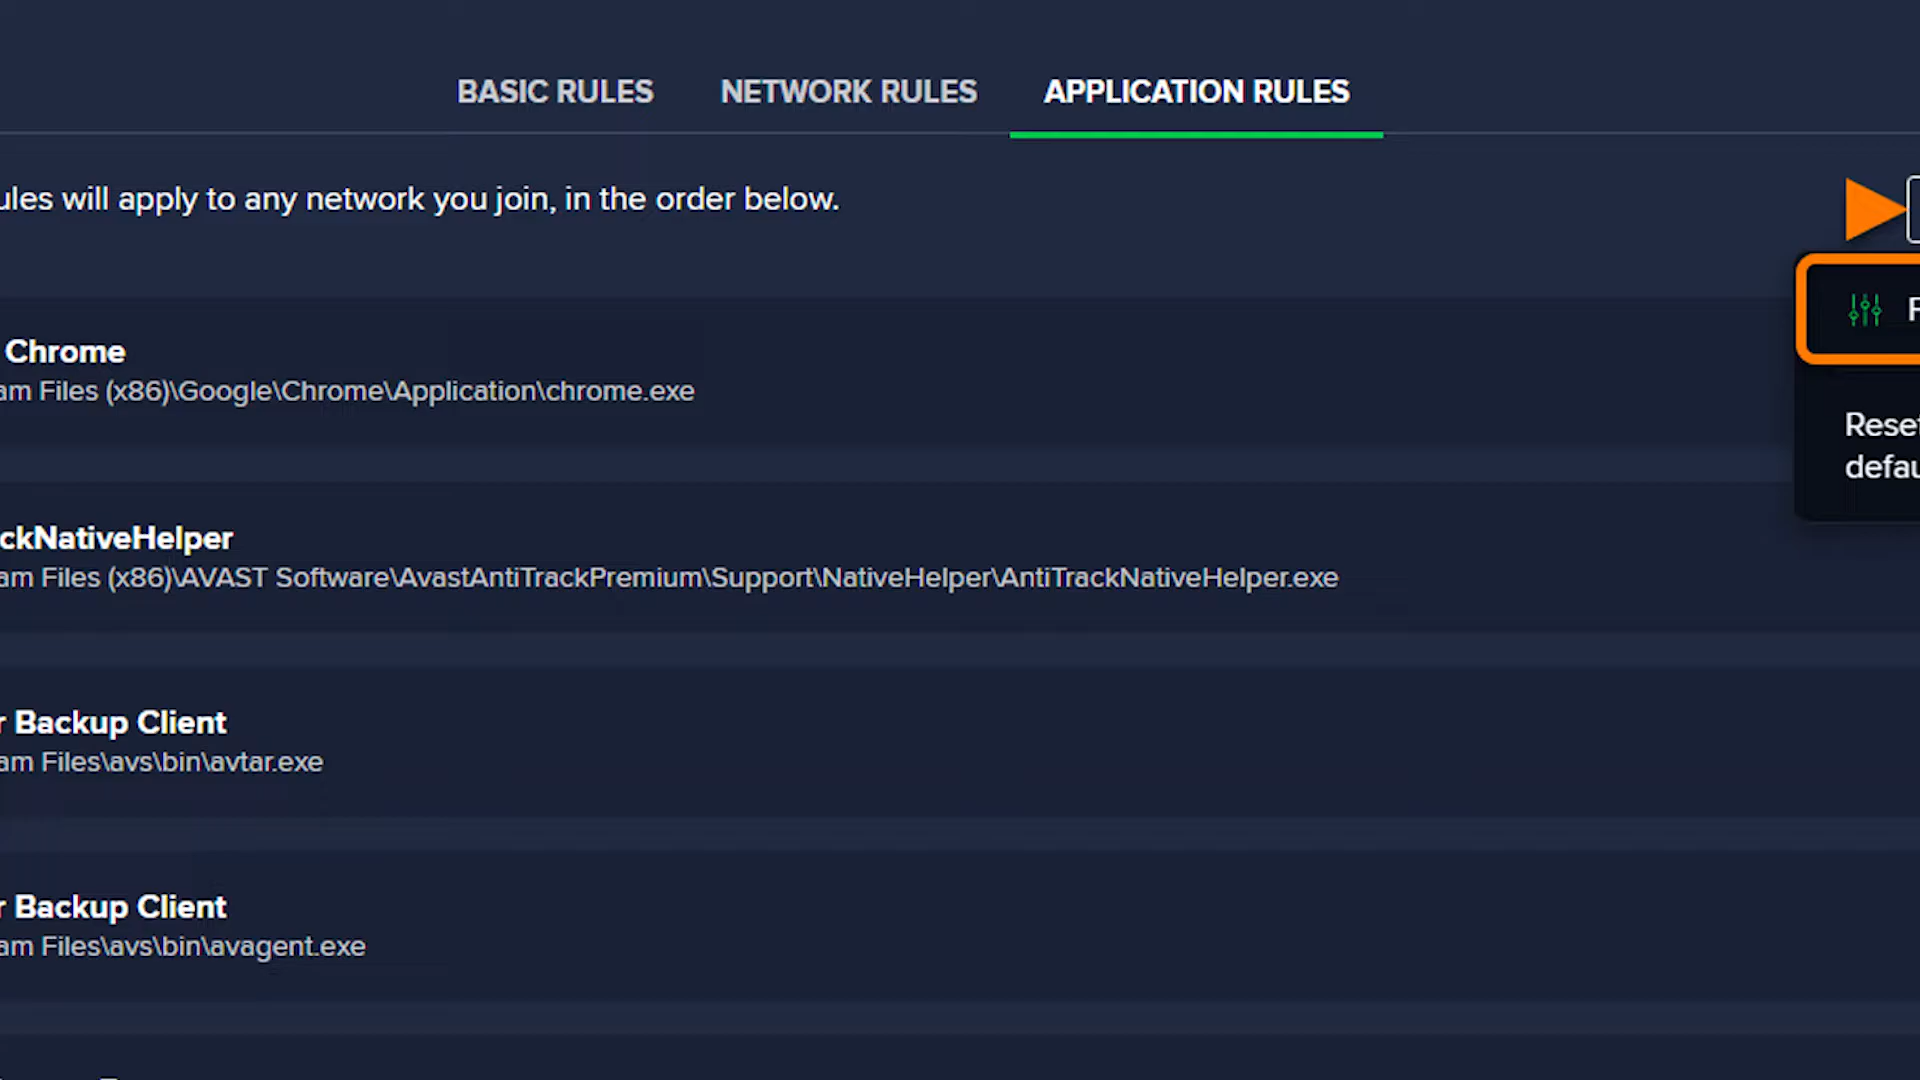 BASIC RULES NETWORK RULES APPLICATION RULES
ules will apply to any network you join, in the order below.
Chrome
am Files (x86)\Google\Chrome\Application\chrome.exe
Reset
defau
ckNativeHelper
am Files (x86)\AVAST Software\AvastAntiTrackPremium\Support\NativeHelper\AntiTrackNativeHelper.exe
r Backup Client
am Files\avs\bin\avtar.exe
r Backup Client
am Files\avs\bin\avagent.exe